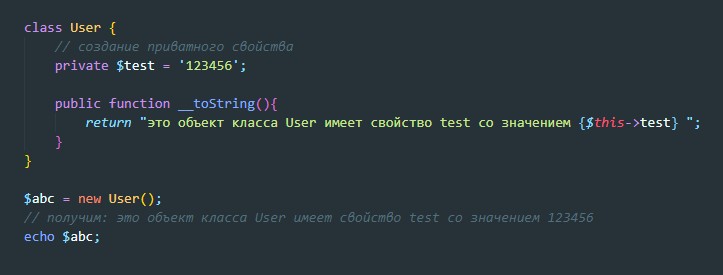 class User {
// создание приватного свойства
private $test = '123456';
public function __toString(){
return "это объект класса User имеет свойство test со значением {$this->test} ";
}
}
$abc = new User();
// получим: это объект класса User имеет свойство test со значением 123456
echo $abc;